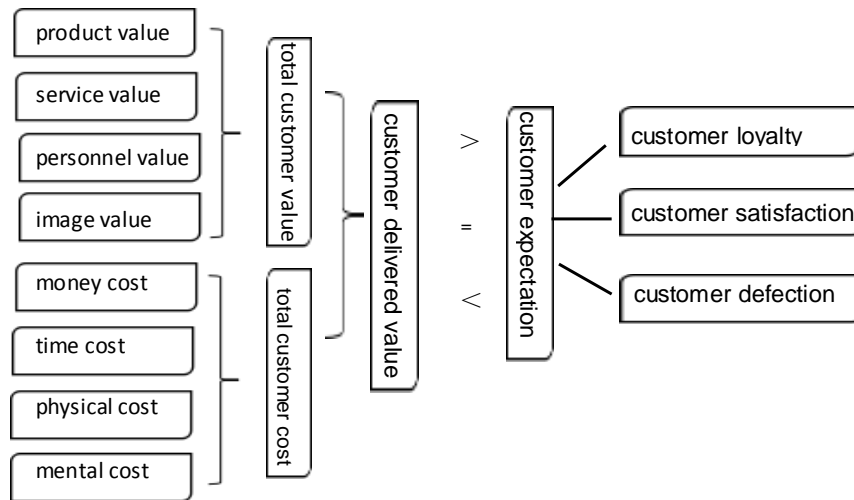 product value
service value
personnel value
image value
money cost
time cost
physical cost
mental cost
total customer value
total customer cost
customer delivered value
>
=
<
customer expectation
customer loyalty
customer satisfaction
customer defection